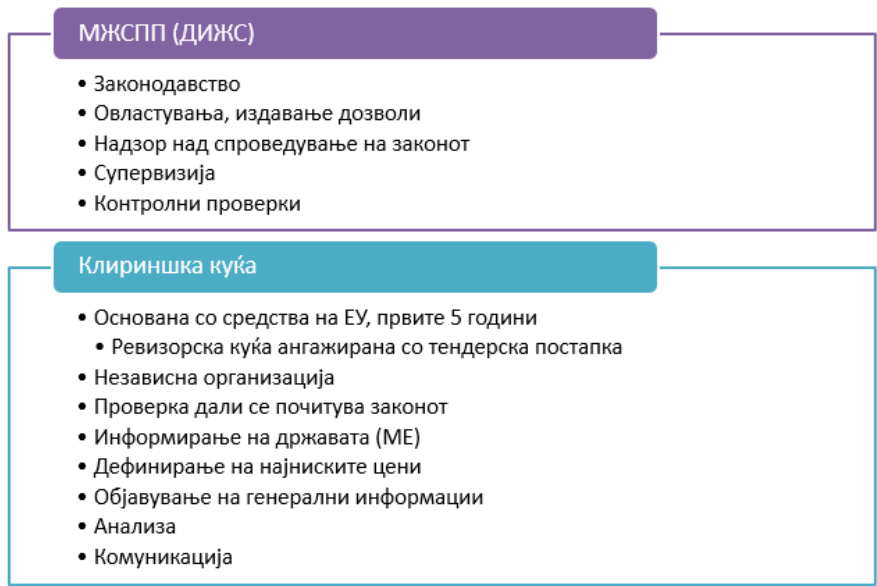 МЖСПП (ДИЖС)
• Законодавство
• Овластувања, издавање дозволи
• Надзор над спроведување на законот
• Супервизија
• Контролни проверки
Клириншка куќа
• Основана со средства на ЕУ, првите 5 години
• Ревизорска куќа ангажирана со тендерска постапка
• Независна организација
• Проверка дали се почитува законот
• Информирање на државата (МЕ)
• Дефинирање на најниските цени
• Објавување на генерални информации
• Анализа
• Комуникација